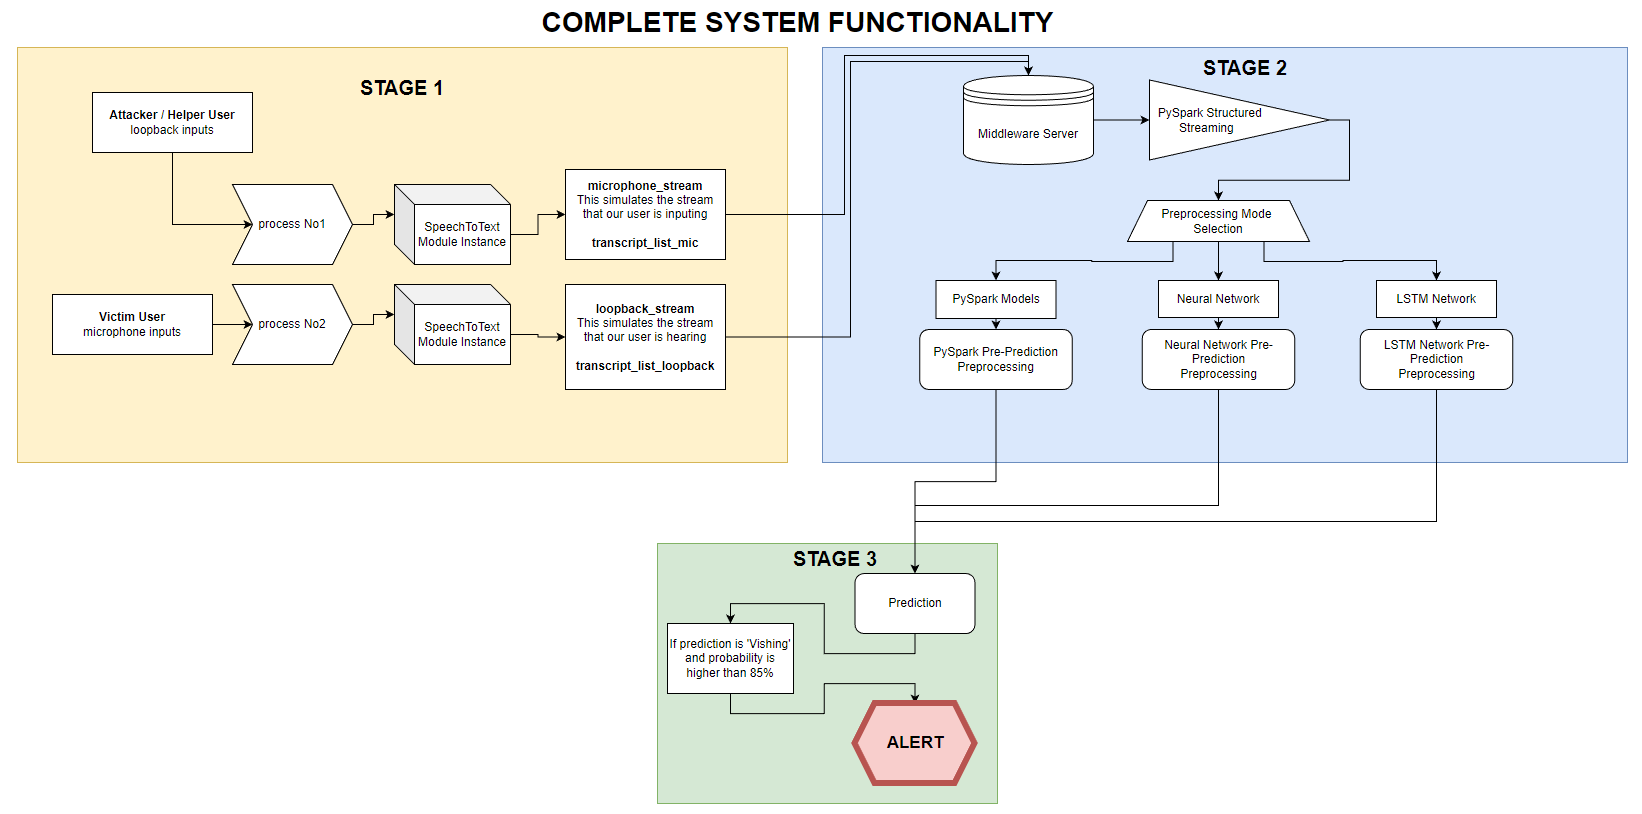 COMPLETE SYSTEM FUNCTIONALITY
STAGE 1
Attacker / Helper User
loopback inputs
process No1
SpeechToText
Module Instance
microphone_stream
This simulates the stream
that our user is inputing
transcript_list_mic
Victim User
microphone inputs
process No2
SpeechToText
Module Instance
loopback_stream
This simulates the stream
that our user is hearing
transcript_list_loopback
STAGE 2
Middleware Server
PySpark Structured
Streaming
Preprocessing Mode
Selection
PySpark Models
Neural Network
LSTM Network
PySpark Pre-Prediction
Preprocessing
Neural Network Pre-
Prediction
Preprocessing
LSTM Network Pre-
Prediction
Preprocessing
STAGE 3
Prediction
If prediction is 'Vishing'
and probability is
higher than 85%
ALERT